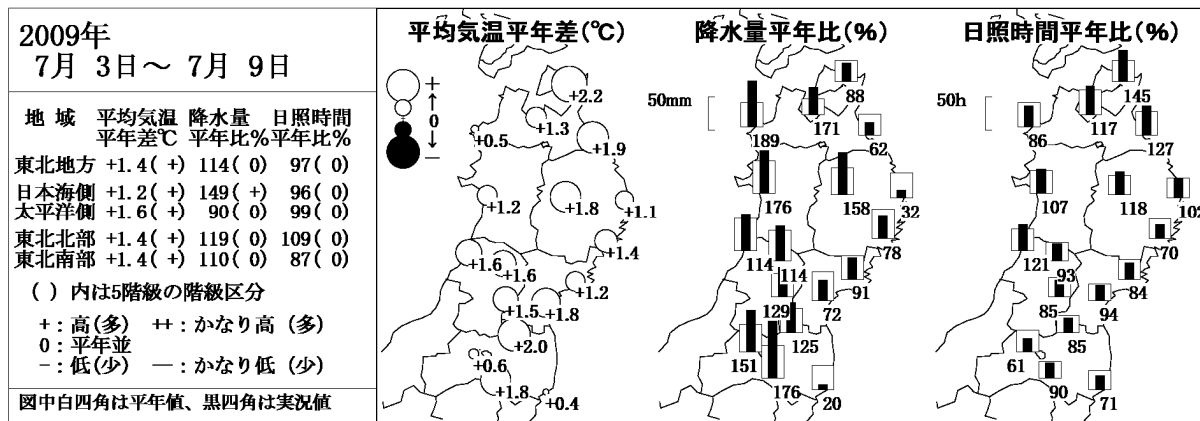 2009年
7月 3日～ 7月 9日
地 域 平均気温 降水量 日照時間
平年差℃ 平年比% 平年比%
東北地方 +1.4( +) 114( 0) 97( 0)
日本海側 +1.2( +) 149( +) 96( 0)
太平洋側 +1.6( +) 90( 0) 99( 0)
東北北部 +1.4( +) 119( 0) 109( 0)
東北南部 +1.4( +) 110( 0) 87( 0)
( ) 内は5階級の階級区分
+ : 高(多) ++ : かなり高 (多)
0 : 平年並
− : 低(少) — : かなり低 (少)
図中白四角は平年値、黒四角は実況値
平均気温平年差(℃)
+
↑
0
↓
−
+2.2
+1.3
+0.5
+1.9
+1.2
+1.8
+1.1
+1.4
+1.6
+1.6
+1.2
+1.5
+1.8
+2.0
+0.6
+1.8
+0.4
降水量平年比(%)
50mm
88
171
189
62
176
158
32
78
114
114
91
129
72
125
151
176
20
日照時間平年比(%)
50h
145
117
86
127
107
118
102
70
121
93
84
85
94
85
61
90
71